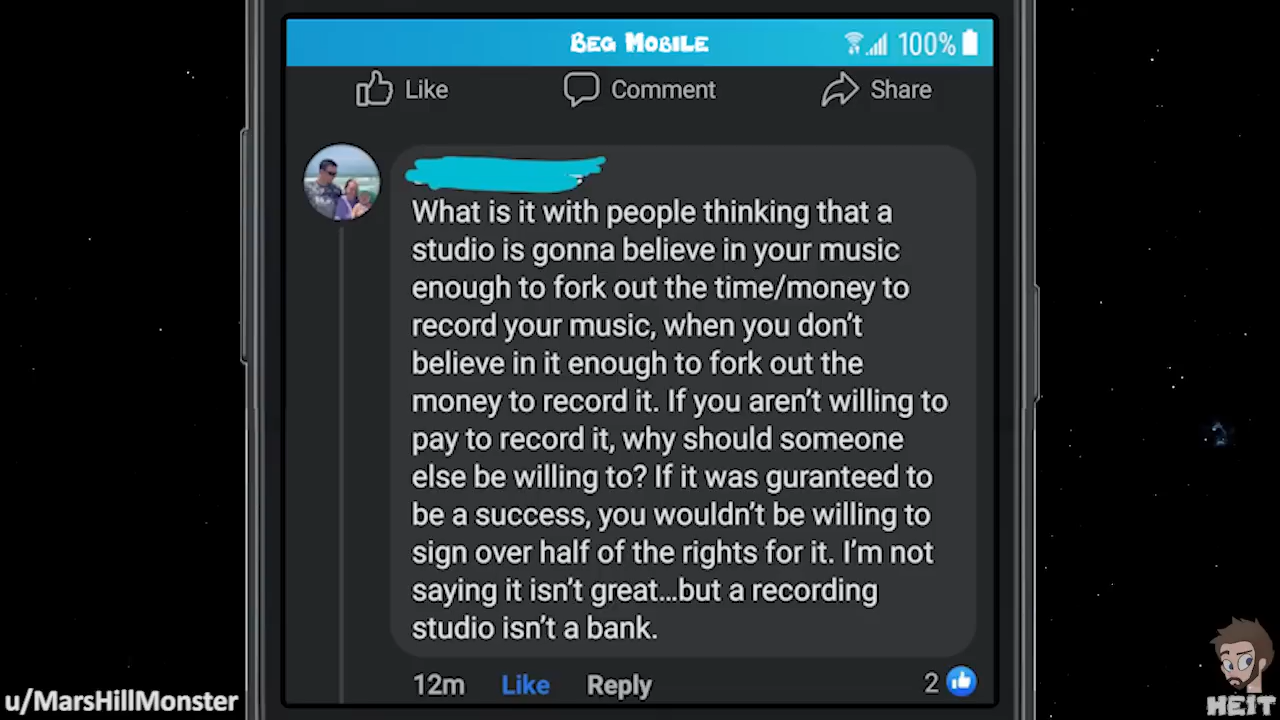 BEG MOBILE
100%
Like Comment Share
What is it with people thinking that a
studio is gonna believe in your music
enough to fork out the time/money to
record your music, when you don't
believe in it enough to fork out the
money to record it. If you aren't willing to
pay to record it, why should someone
else be willing to? If it was guranteed to
be a success, you wouldn't be willing to
sign over half of the rights for it. I'm not
saying it isn't great...but a recording
studio isn't a bank.
12m Like Reply 2
u/MarsHillMonster
HEIT